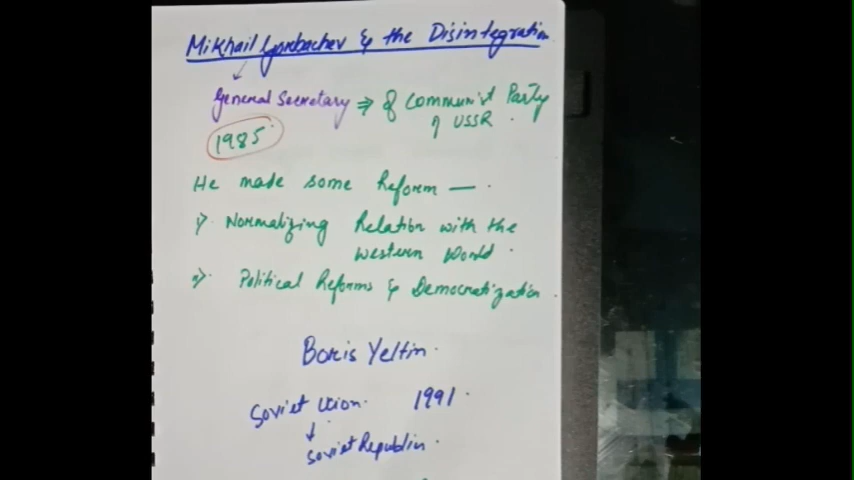 Mikhail Gorbachev & the Disintegration
General Secretary ⇒ of Communist Party
of USSR.
1985
He made some Reform —.
i) Normalizing Relation with the
Western World.
ii) Political Reforms & Democratization.
Boris Yeltin.
Soviet Union. 1991.
↓
Soviet Republin.